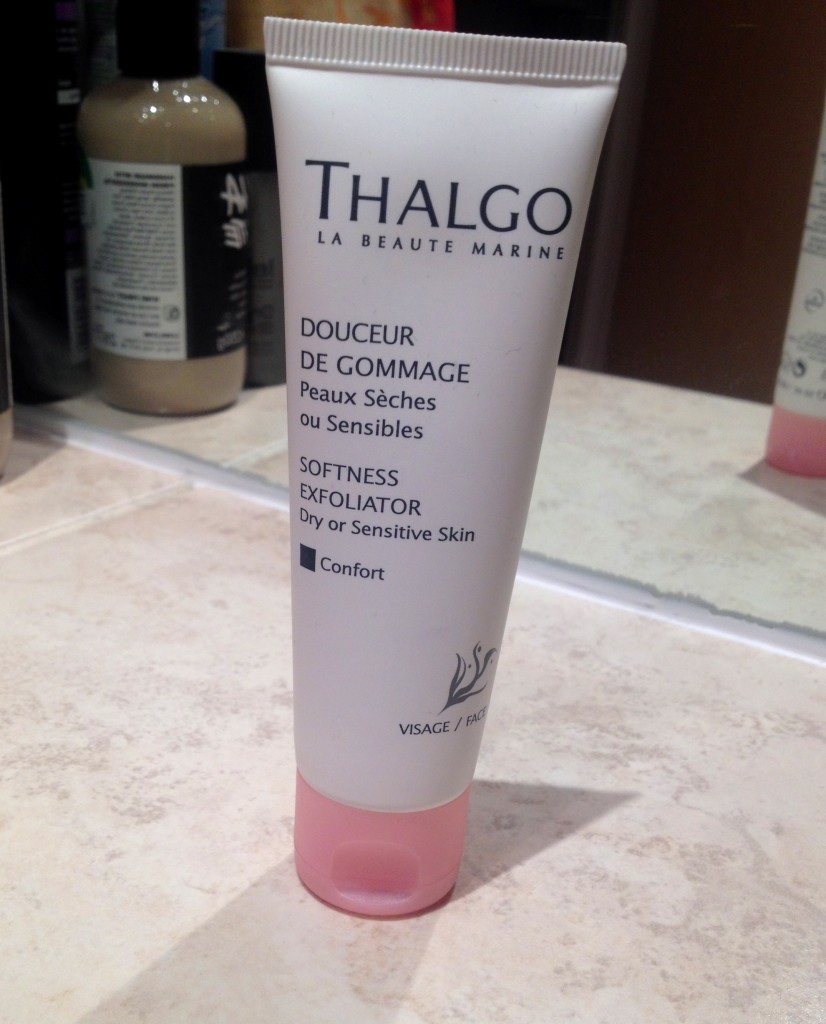 THALGO
LA BEAUTE MARINE
DOUCEUR
DE GOMMAGE
Peaux Sèches
ou Sensibles
SOFTNESS
EXFOLIATOR
Dry or Sensitive Skin
Confort
VISAGE / FACE